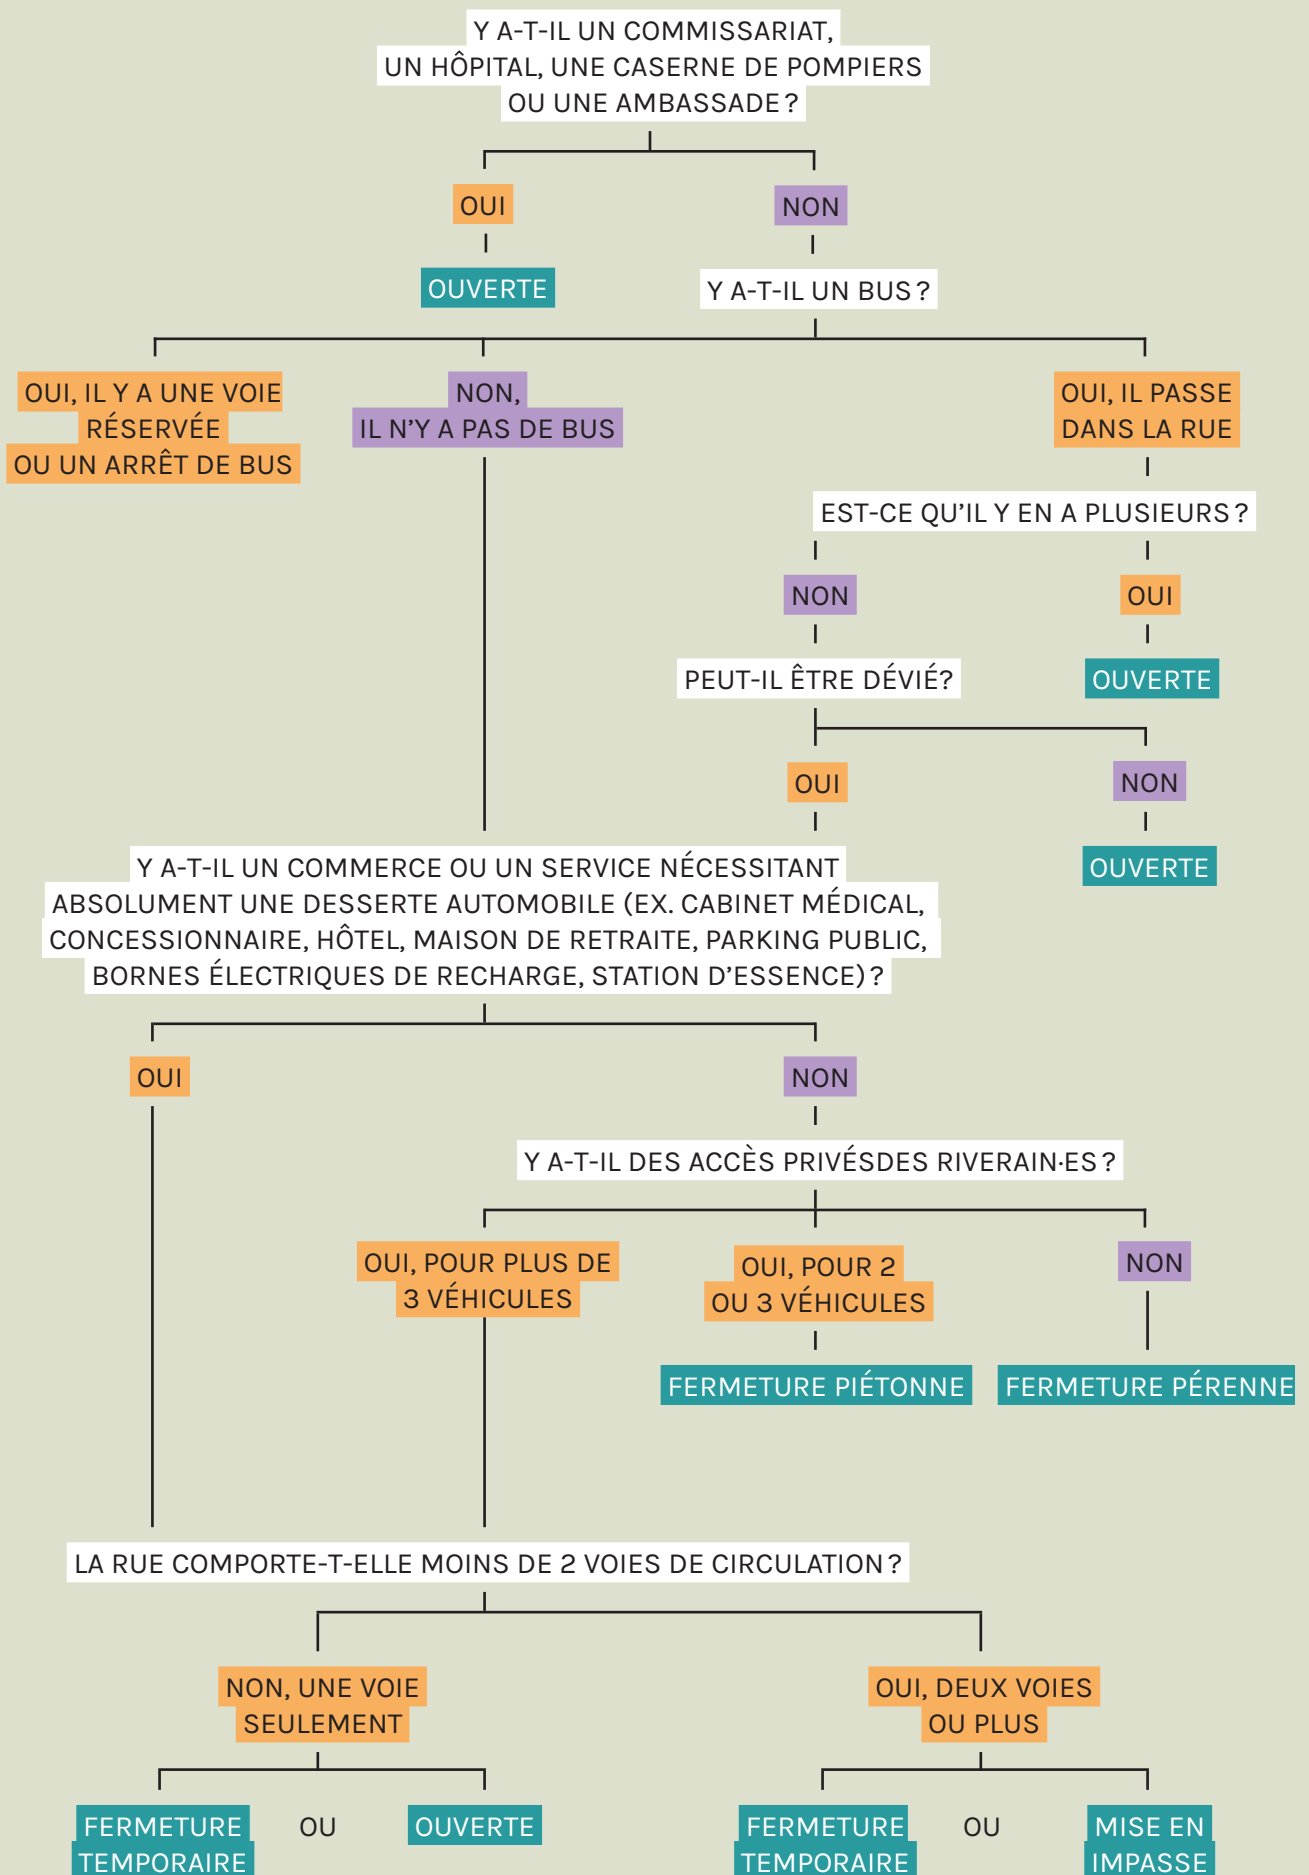 Y A-T-IL UN COMMISSARIAT,
UN HÔPITAL, UNE CASERNE DE POMPIERS
OU UNE AMBASSADE ?
OUI
NON
OUVERTE
Y A-T-IL UN BUS ?
OUI, IL Y A UNE VOIE
RÉSERVÉE
OU UN ARRÊT DE BUS
NON,
IL N'Y A PAS DE BUS
OUI, IL PASSE
DANS LA RUE
EST-CE QU'IL Y EN A PLUSIEURS ?
NON
OUI
PEUT-IL ÊTRE DÉVIÉ?
OUVERTE
OUI
NON
OUVERTE
Y A-T-IL UN COMMERCE OU UN SERVICE NÉCESSITANT
ABSOLUMENT UNE DESSERTE AUTOMOBILE (EX. CABINET MÉDICAL,
CONCESSIONNAIRE, HÔTEL, MAISON DE RETRAITE, PARKING PUBLIC,
BORNES ÉLECTRIQUES DE RECHARGE, STATION D'ESSENCE) ?
OUI
NON
Y A-T-IL DES ACCÈS PRIVÉSDES RIVERAIN·ES ?
OUI, POUR PLUS DE
3 VÉHICULES
OUI, POUR 2
OU 3 VÉHICULES
NON
FERMETURE PIÉTONNE
FERMETURE PÉRENNE
LA RUE COMPORTE-T-ELLE MOINS DE 2 VOIES DE CIRCULATION ?
NON, UNE VOIE
SEULEMENT
OUI, DEUX VOIES
OU PLUS
FERMETURE
TEMPORAIRE
OU
OUVERTE
FERMETURE
TEMPORAIRE
OU
MISE EN
IMPASSE